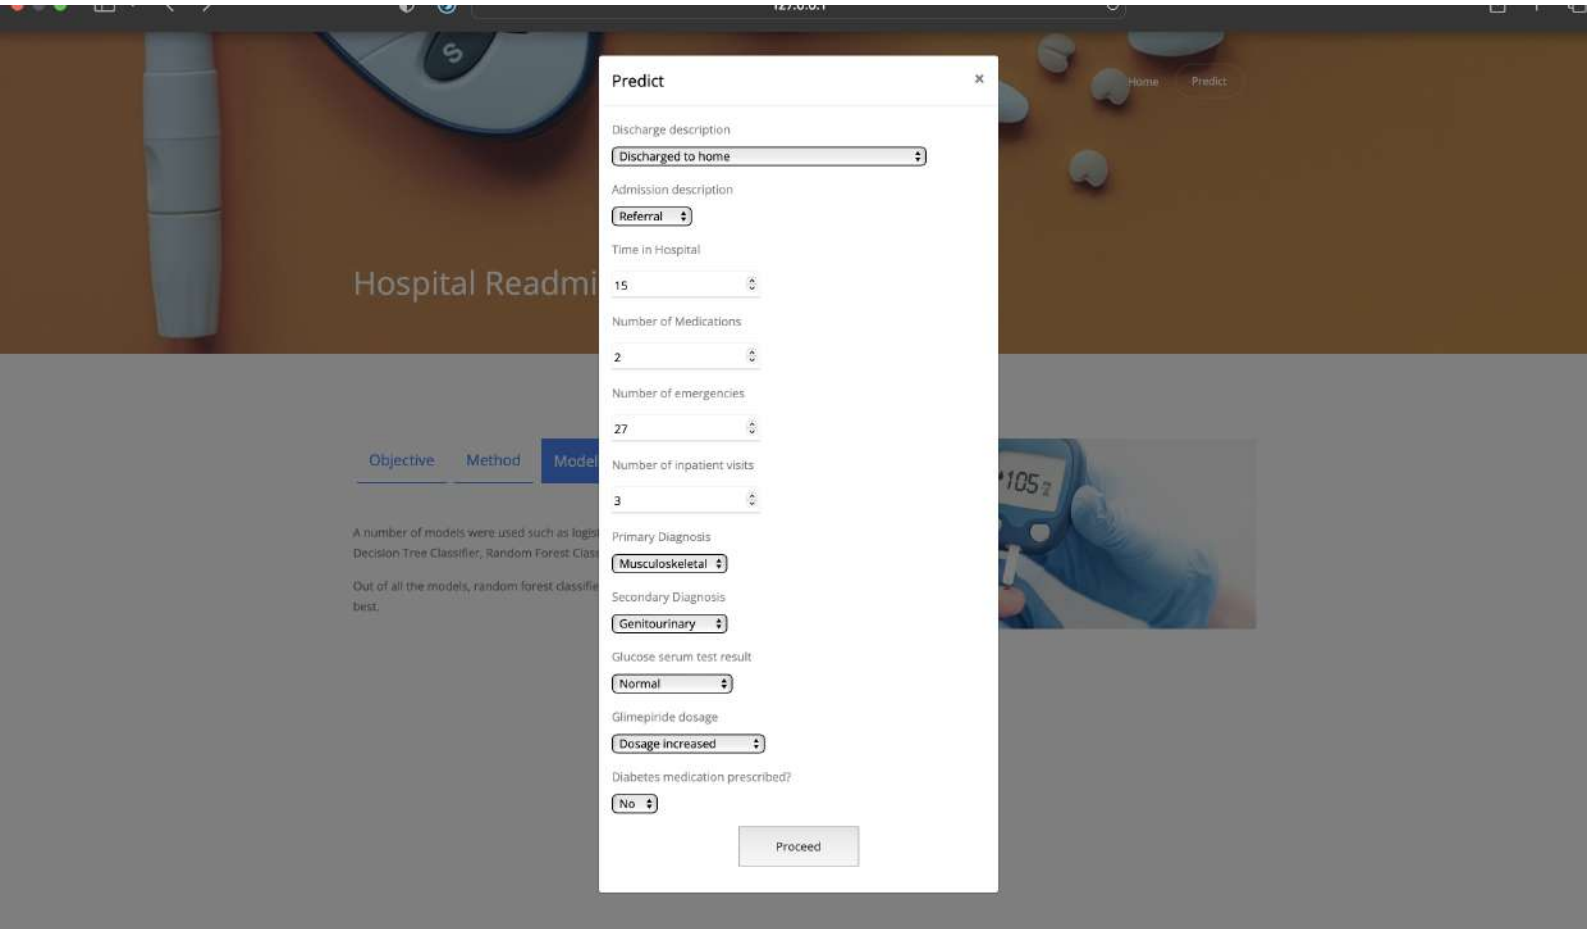 127.0.0.1
S
Home
Predict
Predict
×
Discharge description
Discharged to home
Admission description
Referral
Time in Hospital
15
Hospital Readmi
Number of Medications
2
Number of emergencies
27
Number of inpatient visits
3
Objective
Method
Model
105
A number of models were used such as logis
Decision Tree Classifier, Random Forest Clas
Out of all the models, random forest classifie
best.
Primary Diagnosis
Musculoskeletal
Secondary Diagnosis
Genitourinary
Glucose serum test result
Normal
Glimepiride dosage
Dosage increased
Diabetes medication prescribed?
No
Proceed